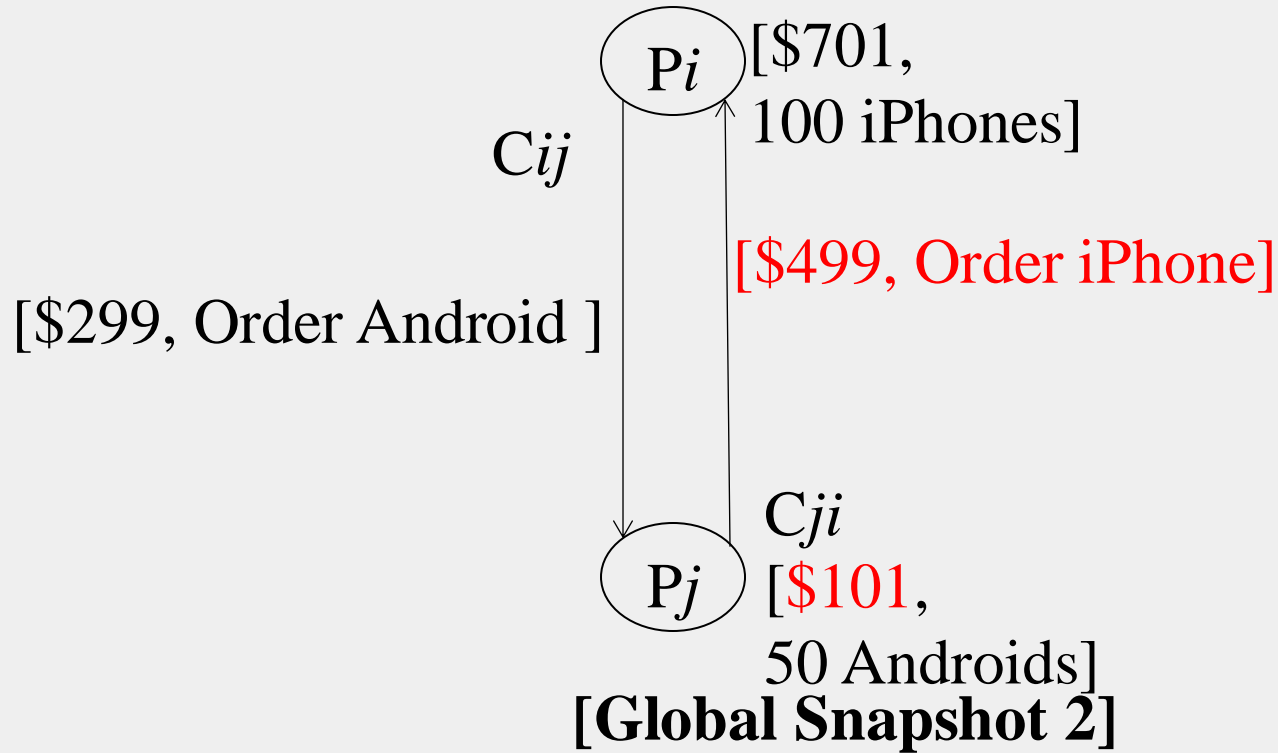 Pi
[$701,
100 iPhones]
Cij
[$499, Order iPhone]
[$299, Order Android ]
Cji
Pj
[$101,
50 Androids]
[Global Snapshot 2]